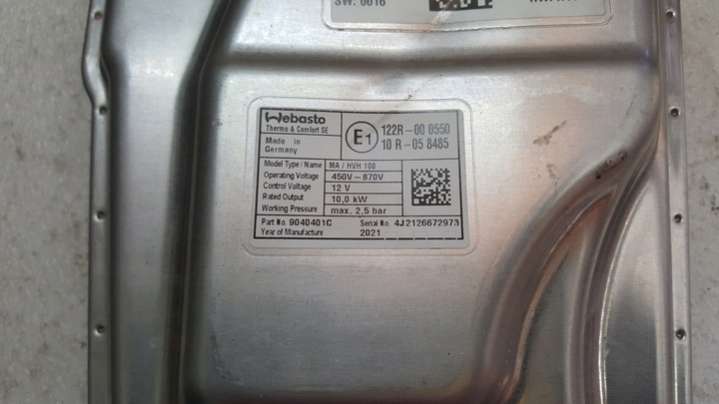 SW: 0016
Webasto
Thermo & Comfort SE
Made in
Germany
E1
122R-00 0550
10 R-05 8485
Model Type / Name MA / HVH 100
Operating Voltage 450V-870V
Control Voltage 12 V
Rated Output 10,0 kW
Working Pressure max. 2,5 bar
Part No. 9040401C Serial No. 4J2126672973
Year of Manufacture 2021